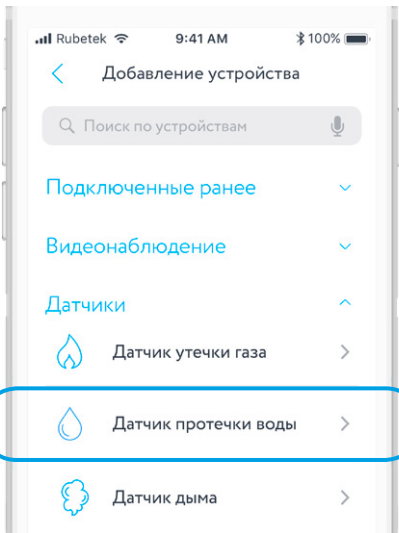 Rubetek 9:41 AM 100%
Добавление устройства
Поиск по устройствам
Подключенные ранее
Видеонаблюдение
Датчики
Датчик утечки газа
Датчик протечки воды
Датчик дыма